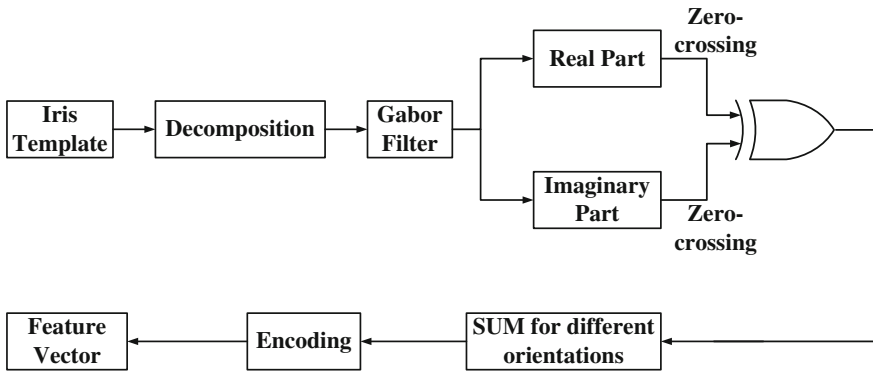 Zero-
crossing
Real Part
Iris
Template
Decomposition
Gabor
Filter
Imaginary
Part
Zero-
crossing
Feature
Vector
Encoding
SUM for different
orientations